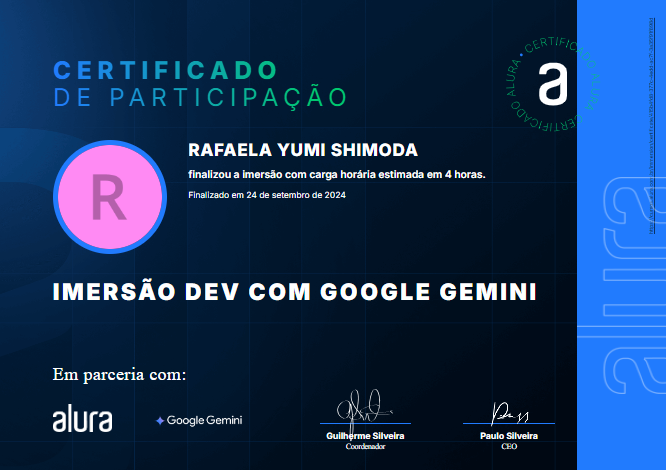 CERTIFICADO
DE PARTICIPAÇÃO
CERTIFICADO ALURA • CERTIFICADO ALURA •
a
R
RAFAELA YUMI SHIMODA
finalizou a imersão com carga horária estimada em 4 horas.
Finalizado em 24 de setembro de 2024
IMERSÃO DEV COM GOOGLE GEMINI
Em parceria com:
alura
Google Gemini
Guilherme Silveira
Coordenador
Paulo Silveira
CEO
alura